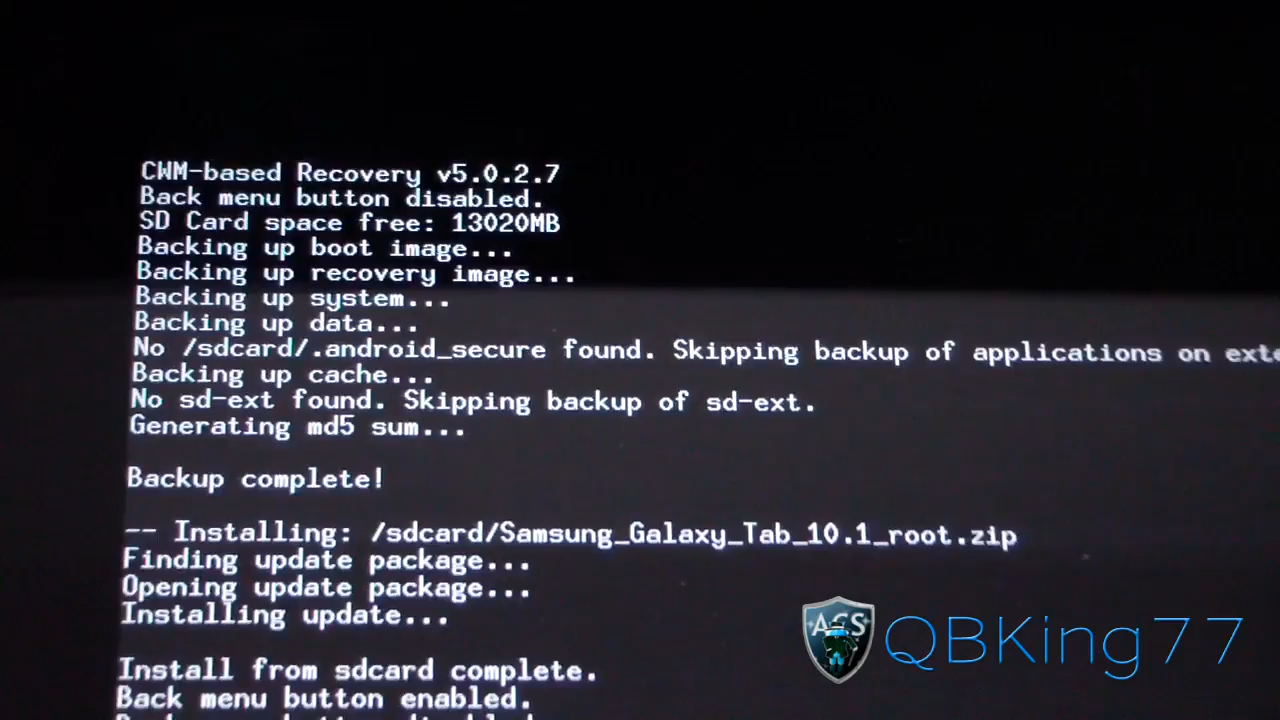 CWM-based Recovery v5.0.2.7
Back menu button disabled.
SD Card space free: 13020MB
Backing up boot image...
Backing up recovery image...
Backing up system...
Backing up data...
No /sdcard/.android_secure found. Skipping backup of applications on
Backing up cache...
No sd-ext found. Skipping backup of sd-ext.
Generating md5 sum...
Backup complete!
-- Installing: /sdcard/Samsung_Galaxy_Tab_10.1_root.zip
Finding update package...
Opening update package...
Installing update...
Install from sdcard complete.
Back menu button enabled.
ACS
QBKing77